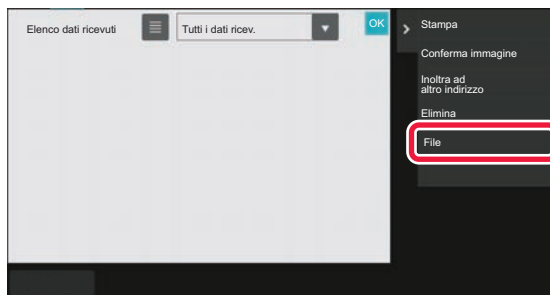 Elenco dati ricevuti
Tutti i dati ricev.
OK
Stampa
Conferma immagine
Inoltra ad
altro indirizzo
Elimina
File